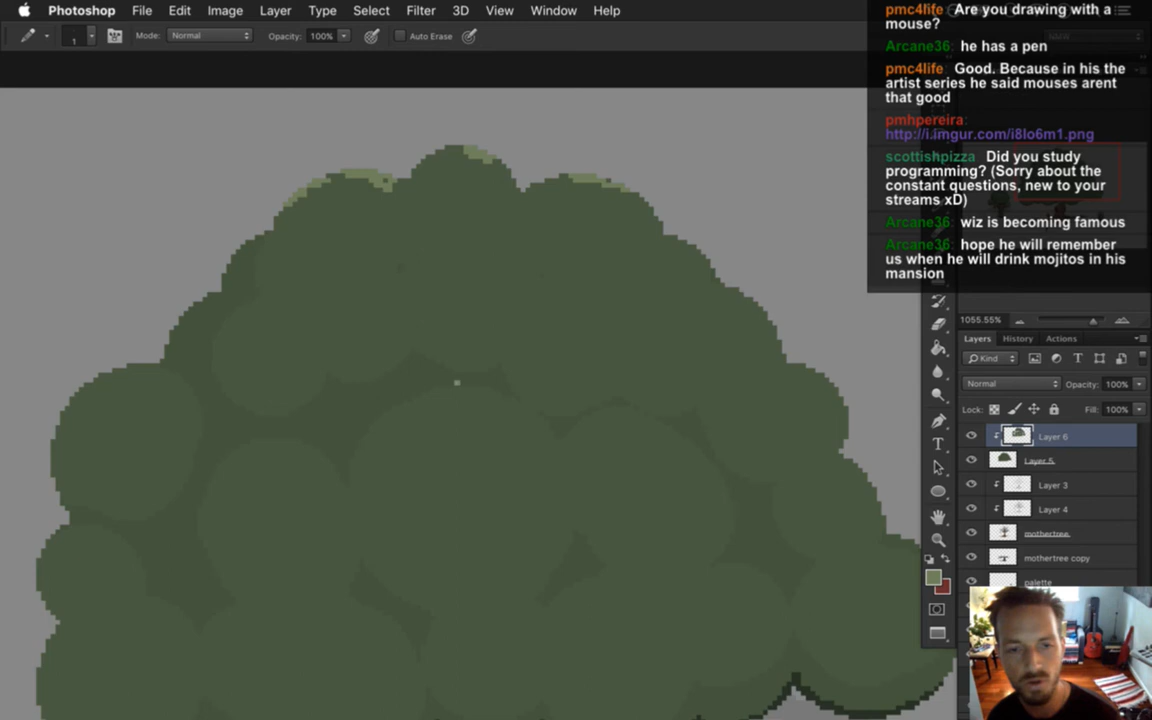 Photoshop File Edit Image Layer Type Select Filter 3D View Window Help
1 Mode: Normal Opacity: 100% Auto Erase
pmc4life: Are you drawing with a
mouse?
Arcane36: he has a pen
pmc4life: Good. Because in his the
artist series he said mouses arent
that good
pmhpereira:
http://i.imgur.com/i8Io6m1.png
scottishpizza: Did you study
programming? (Sorry about the
constant questions, new to your
streams xD)
Arcane36: wiz is becoming famous
Arcane36: hope he will remember
us when he will drink mojitos in his
mansion
1055.55%
Layers History Actions
Kind
Normal Opacity: 100%
Lock: Fill: 100%
Layer 6
Layer 5
Layer 3
Layer 4
mothertree
mothertree copy
palette